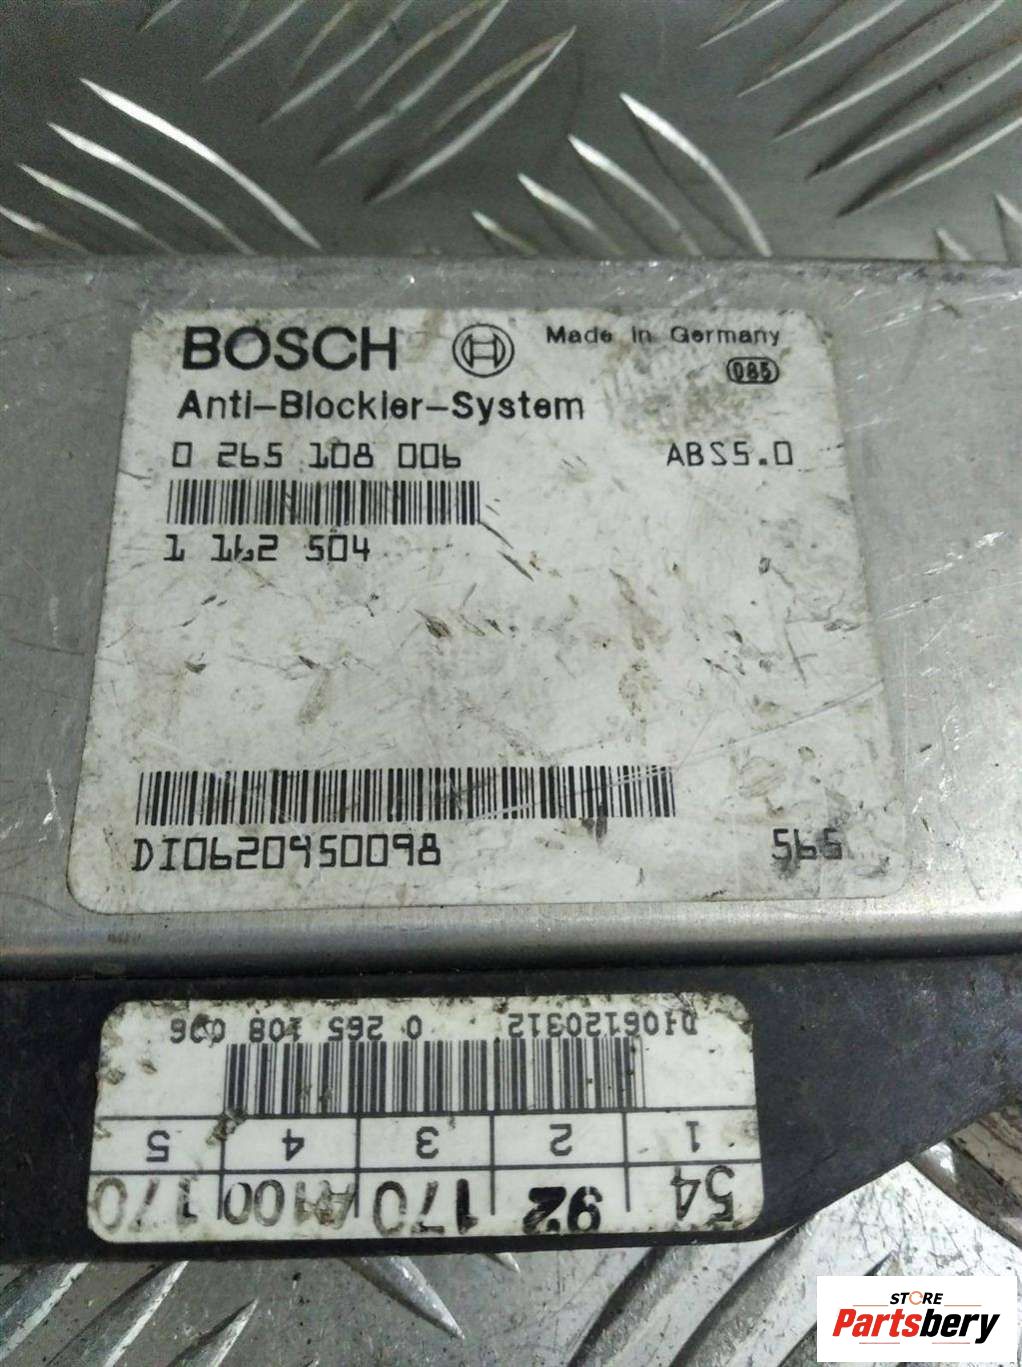 BOSCH
Made in Germany
085
Anti-Blockier-System
0 265 108 006 ABS5.0
1 162 504
DI0620450098 565
D106120312 0 265 108 006
1 2 3 4 5
54 92 170 A100 170
STORE
Partsbery